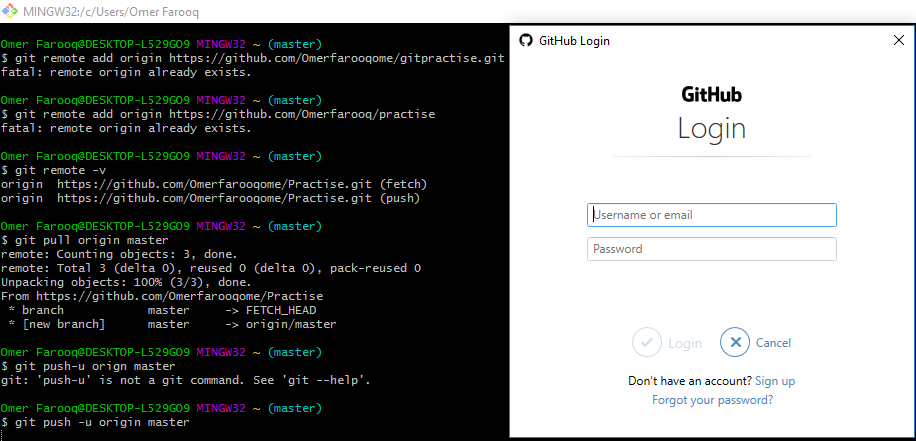 MINGW32:/c/Users/Omer Farooq
Omer Farooq@DESKTOP-L529GO9 MINGW32 ~ (master)
$ git remote add origin https://github.com/Omerfarooqome/gitpractise.git
fatal: remote origin already exists.
Omer Farooq@DESKTOP-L529GO9 MINGW32 ~ (master)
$ git remote add origin https://github.com/Omerfarooq/practise
fatal: remote origin already exists.
Omer Farooq@DESKTOP-L529GO9 MINGW32 ~ (master)
$ git remote -v
origin  https://github.com/Omerfarooqome/Practise.git (fetch)
origin  https://github.com/Omerfarooqome/Practise.git (push)
Omer Farooq@DESKTOP-L529GO9 MINGW32 ~ (master)
$ git pull origin master
remote: Counting objects: 3, done.
remote: Total 3 (delta 0), reused 0 (delta 0), pack-reused 0
Unpacking objects: 100% (3/3), done.
From https://github.com/Omerfarooqome/Practise
 * branch            master     -> FETCH_HEAD
 * [new branch]      master     -> origin/master
Omer Farooq@DESKTOP-L529GO9 MINGW32 ~ (master)
$ git push-u orign master
git: 'push-u' is not a git command. See 'git --help'.
Omer Farooq@DESKTOP-L529GO9 MINGW32 ~ (master)
$ git push -u origin master
GitHub Login
GitHub
Login
Username or email
Password
Login
Cancel
Don't have an account? Sign up
Forgot your password?